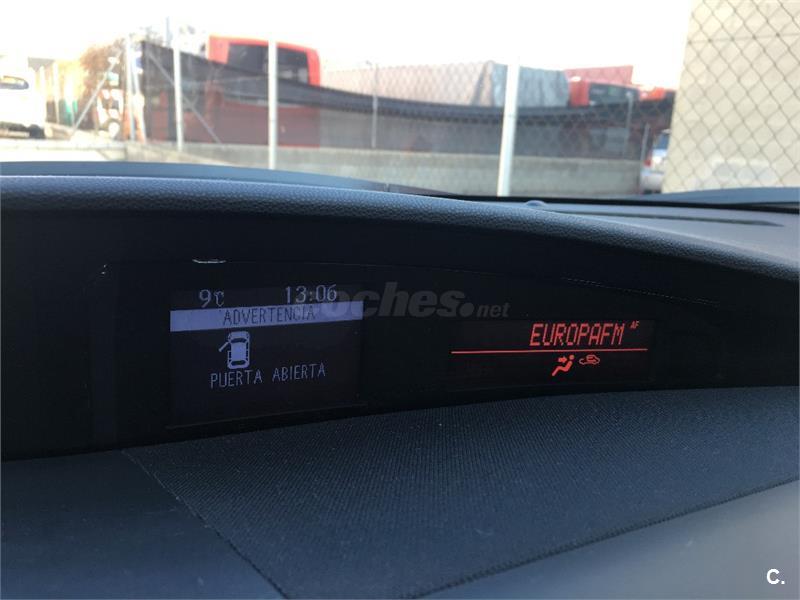 9°C 13:06
ADVERTENCIA
PUERTA ABIERTA
coches.net
EUROPAFM AF
C.